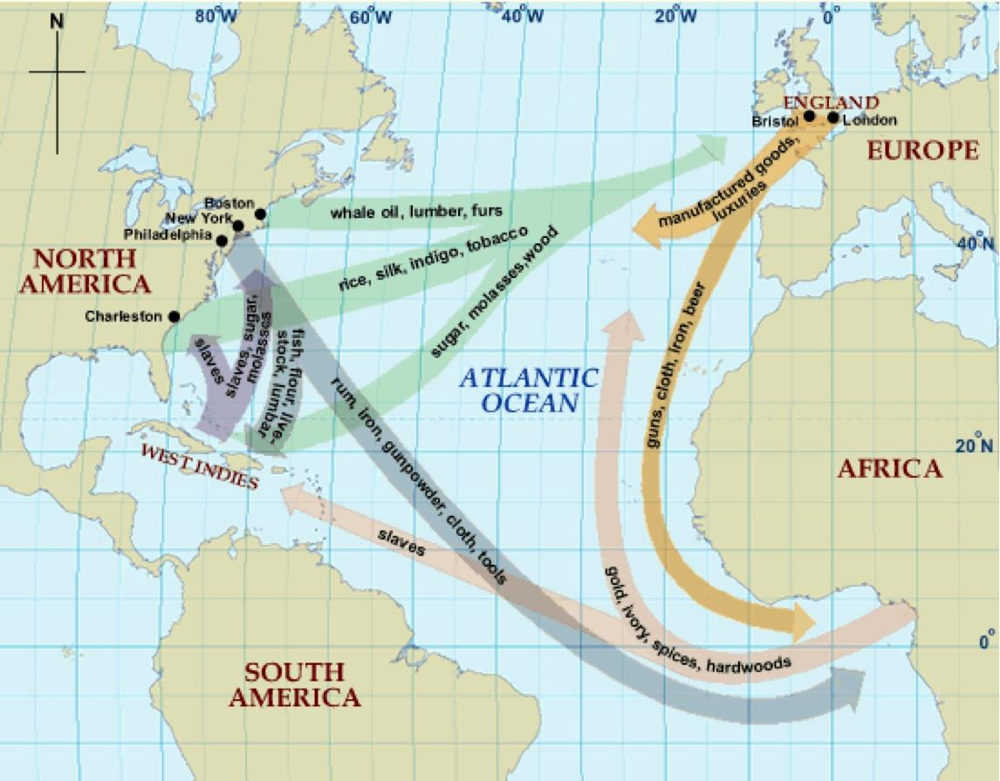 N
80°W
60°W
40°W
20°W
0°
ENGLAND
Bristol
London
EUROPE
manufactured goods,
luxuries
Boston
New York
Philadelphia
whale oil, lumber, furs
rice, silk, indigo, tobacco
sugar, molasses,wood
40°N
NORTH
AMERICA
Charleston
slaves
slaves, sugar,
molasses
fish, flour, live-
stock, lumbar
rum, iron, gunpowder, cloth, tools
guns, cloth, iron, beer
ATLANTIC
OCEAN
20°N
WEST INDIES
AFRICA
slaves
gold, ivory, spices, hardwoods
0°
SOUTH
AMERICA